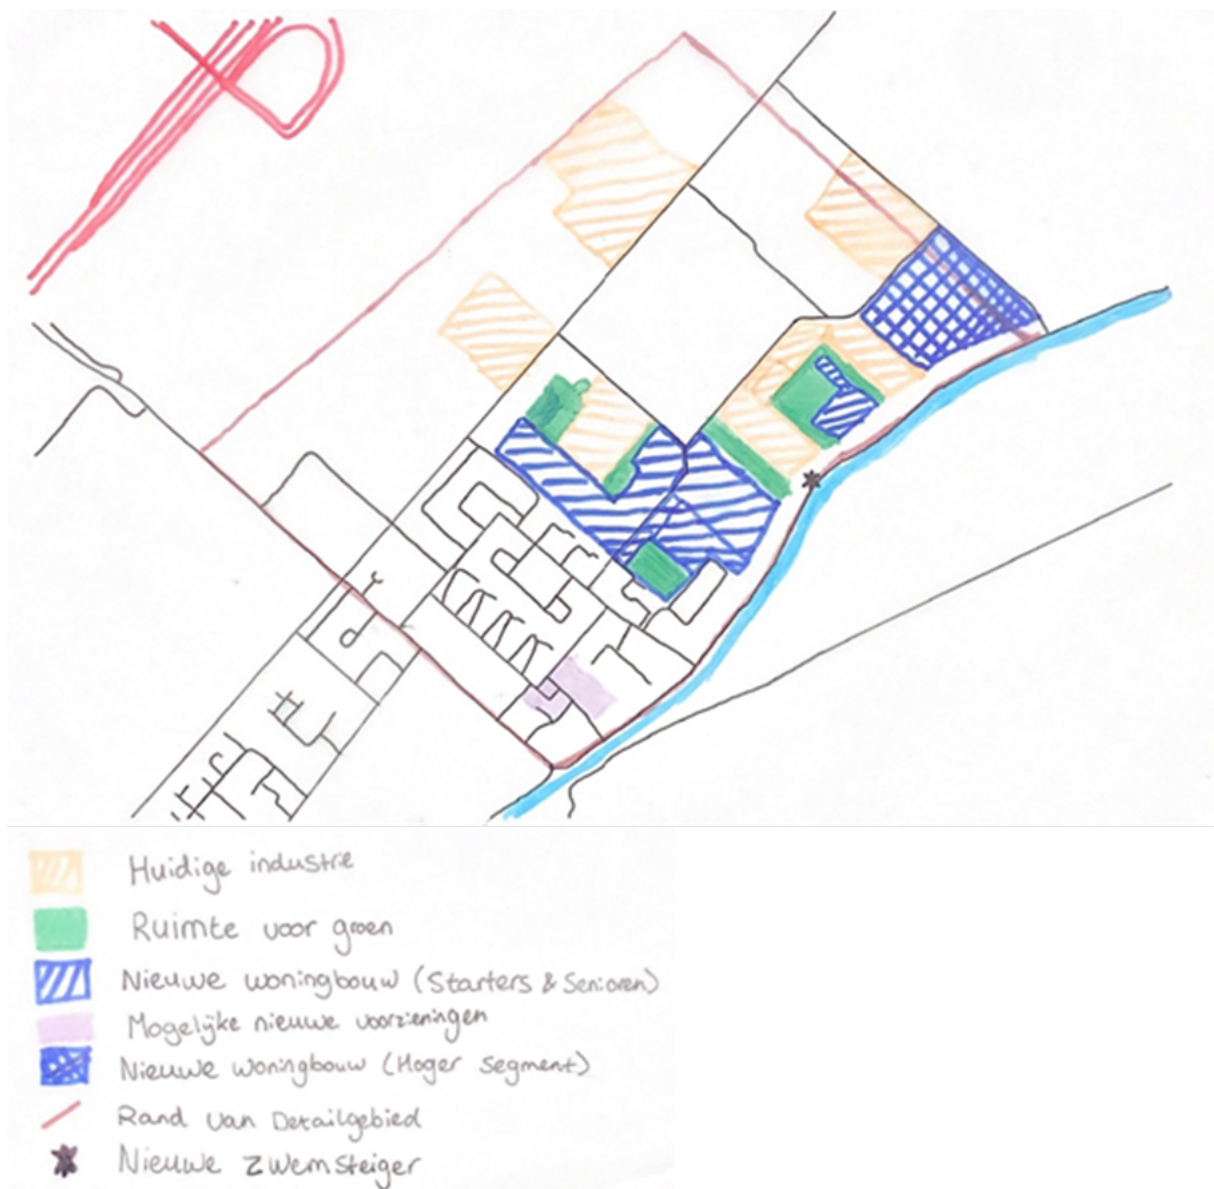 Huidige industrie
Ruimte voor groen
Nieuwe woningbouw (Starters & Senioren)
Mogelijke nieuwe voorzieningen
Nieuwe woningbouw (Hoger Segment)
Rand van Detailgebied
Nieuwe zwemsteiger